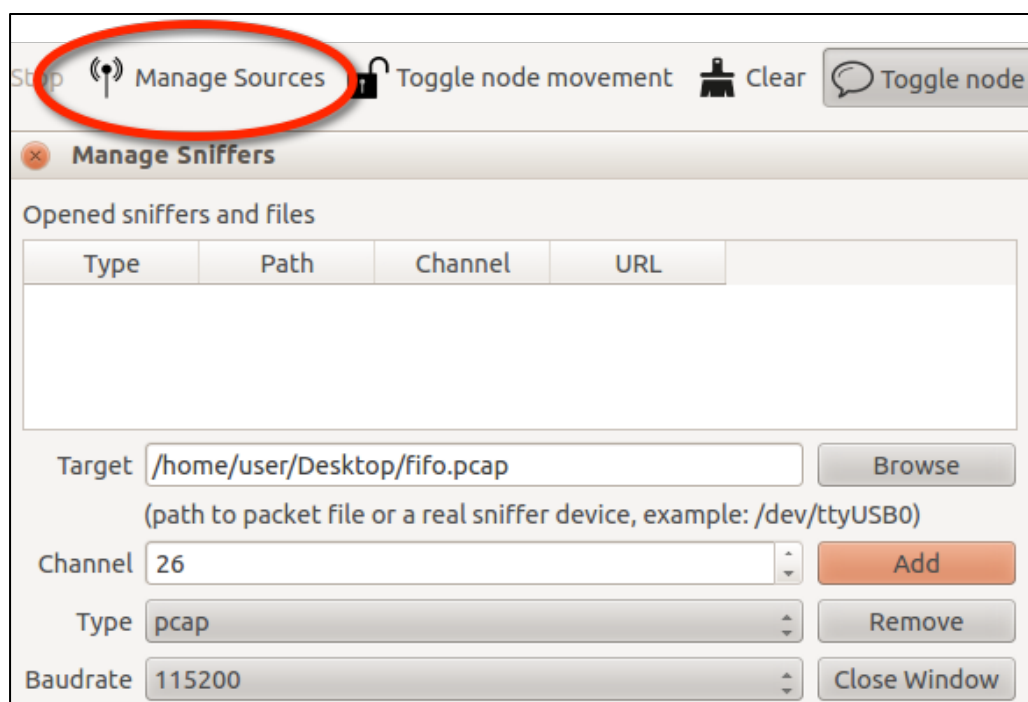 Stop Manage Sources Toggle node movement Clear Toggle node
Manage Sniffers
Opened sniffers and files
Type Path Channel URL
Target /home/user/Desktop/fifo.pcap Browse
(path to packet file or a real sniffer device, example: /dev/ttyUSB0)
Channel 26 Add
Type pcap Remove
Baudrate 115200 Close Window